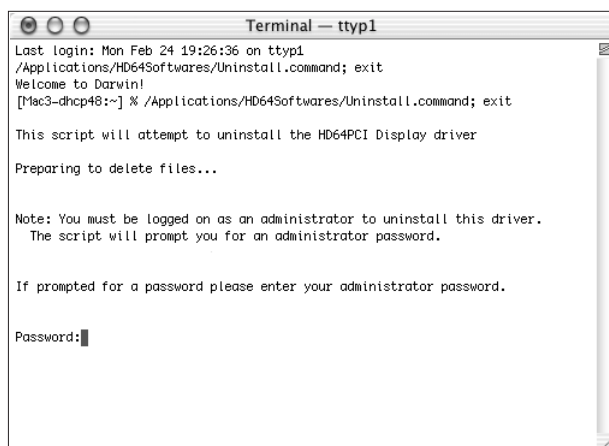 Terminal — ttyp1
Last login: Mon Feb 24 19:26:36 on ttyp1
/Applications/HD64Softwares/Uninstall.command; exit
Welcome to Darwin!
[Mac3-dhcp48:~] % /Applications/HD64Softwares/Uninstall.command; exit
This script will attempt to uninstall the HD64PCI Display driver
Preparing to delete files...
Note: You must be logged on as an administrator to uninstall this driver.
The script will prompt you for an administrator password.
If prompted for a password please enter your administrator password.
Password: